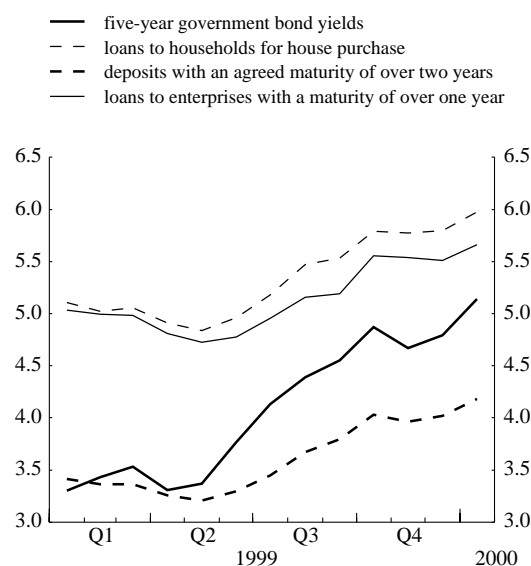 five-year government bond yields
loans to households for house purchase
deposits with an agreed maturity of over two years
loans to enterprises with a maturity of over one year
6.5 6.5
6.0 6.0
5.5 5.5
5.0 5.0
4.5 4.5
4.0 4.0
3.5 3.5
3.0 3.0
Q1 Q2 Q3 Q4
1999 2000